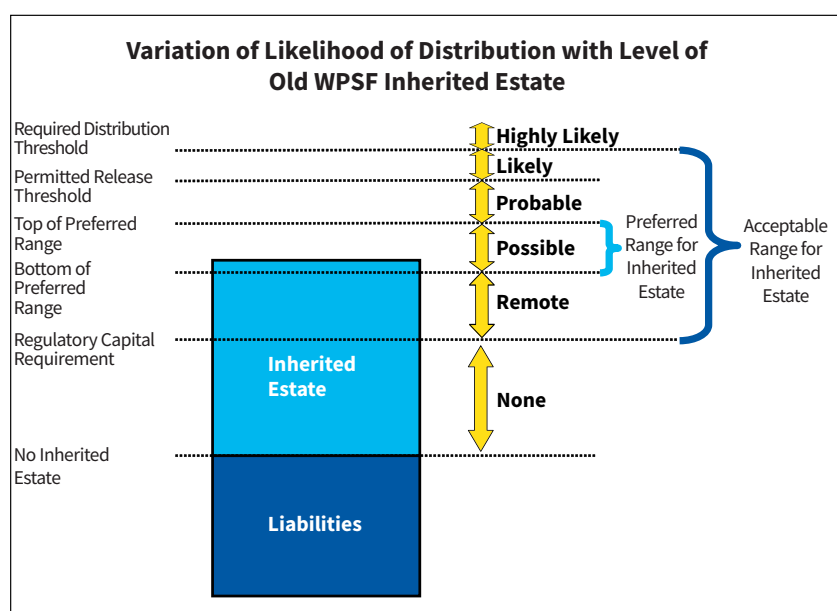 Variation of Likelihood of Distribution with Level of
Old WPSF Inherited Estate
Required Distribution
Threshold
Permitted Release
Threshold
Top of Preferred
Range
Bottom of
Preferred
Range
Regulatory Capital
Requirement
No Inherited
Estate
Inherited
Estate
Liabilities
Highly Likely
Likely
Probable
Possible
Remote
None
Preferred
Range for
Inherited
Estate
Acceptable
Range for
Inherited
Estate